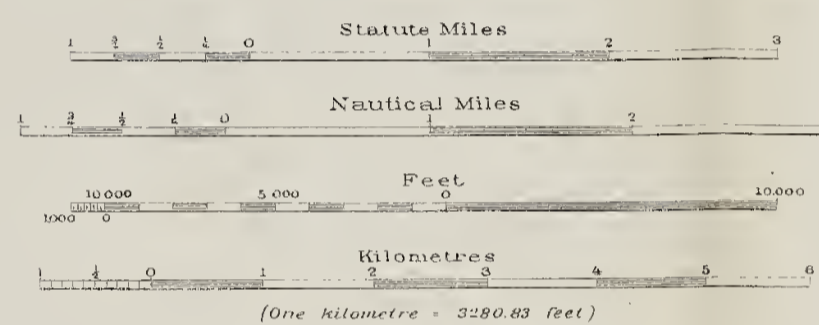 Statute Miles
1 ¾ ½ ¼ 0 1 2 3
Nautical Miles
1 ¾ ½ ¼ 0 1 2
Feet
10 000 5 000 0 10.000
1,000 0
Kilometres
1 ½ 0 1 2 3 4 5 6
(One kilometre = 3280.83 feet)